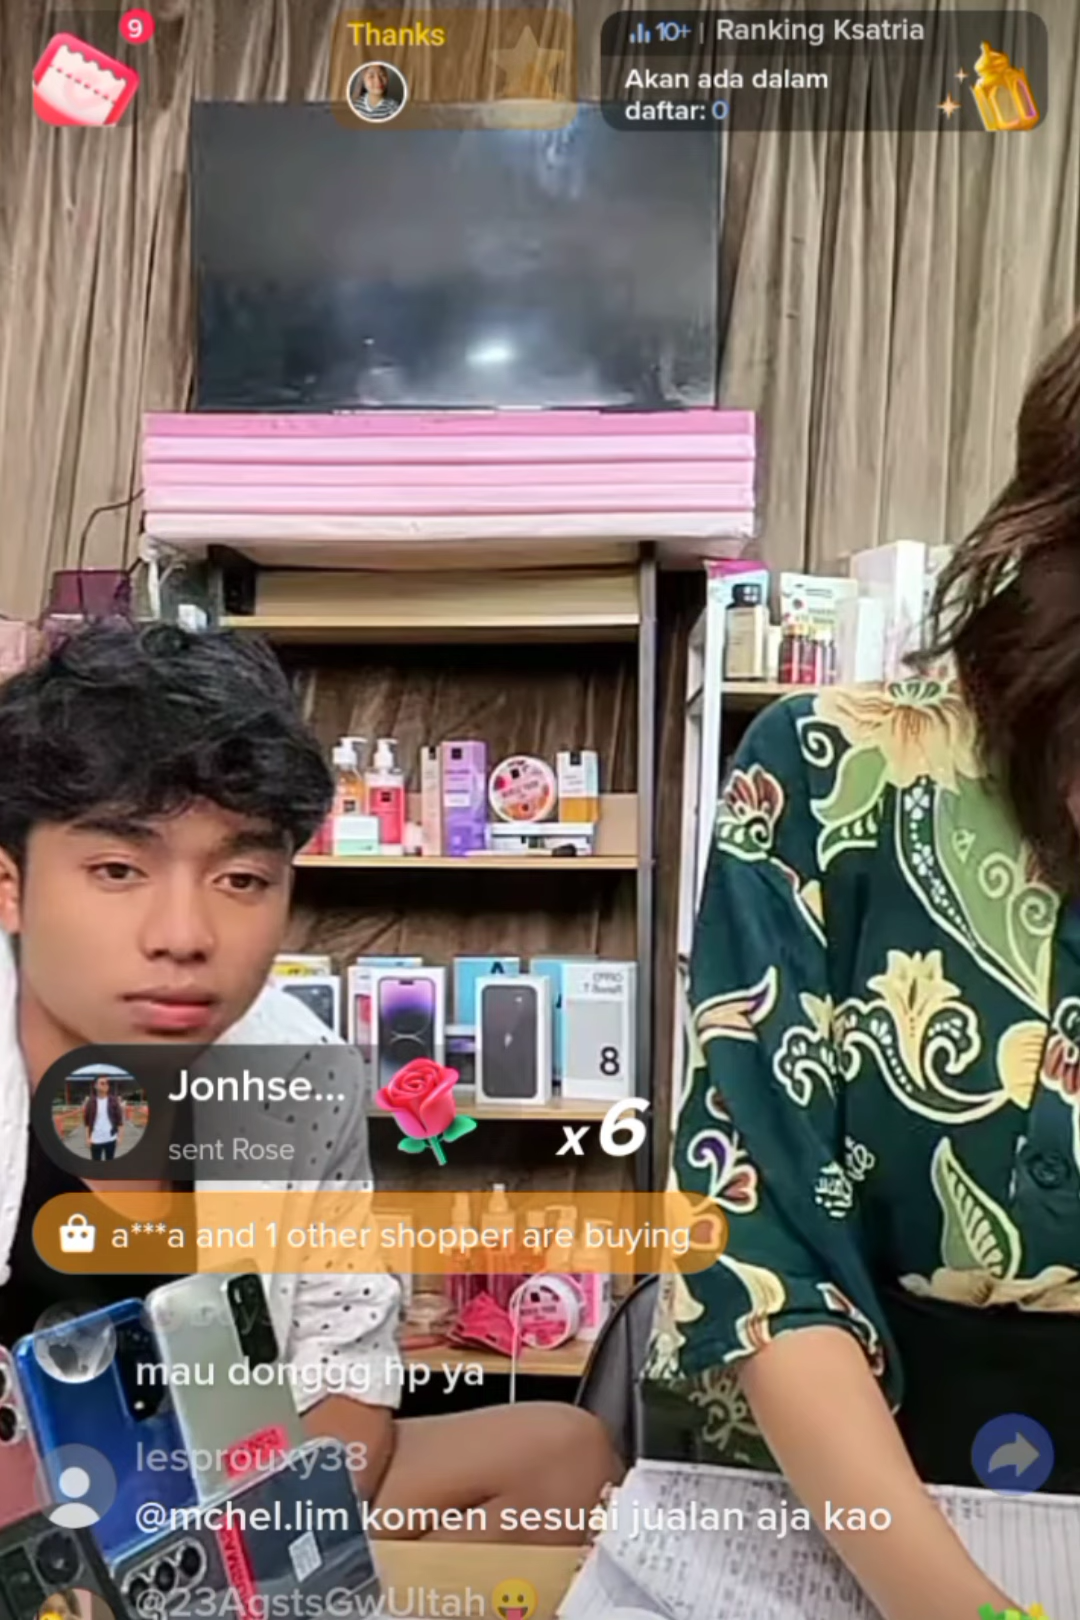 9
Thanks
10+ | Ranking Ksatria
Akan ada dalam
daftar: 0
8
Jonhse...
sent Rose
x 6
a***a and 1 other shopper are buying
mau donggg hp ya
lesprouxy38
@mchel.lim komen sesuai jualan aja kao
@23AgstsGwUltah😛